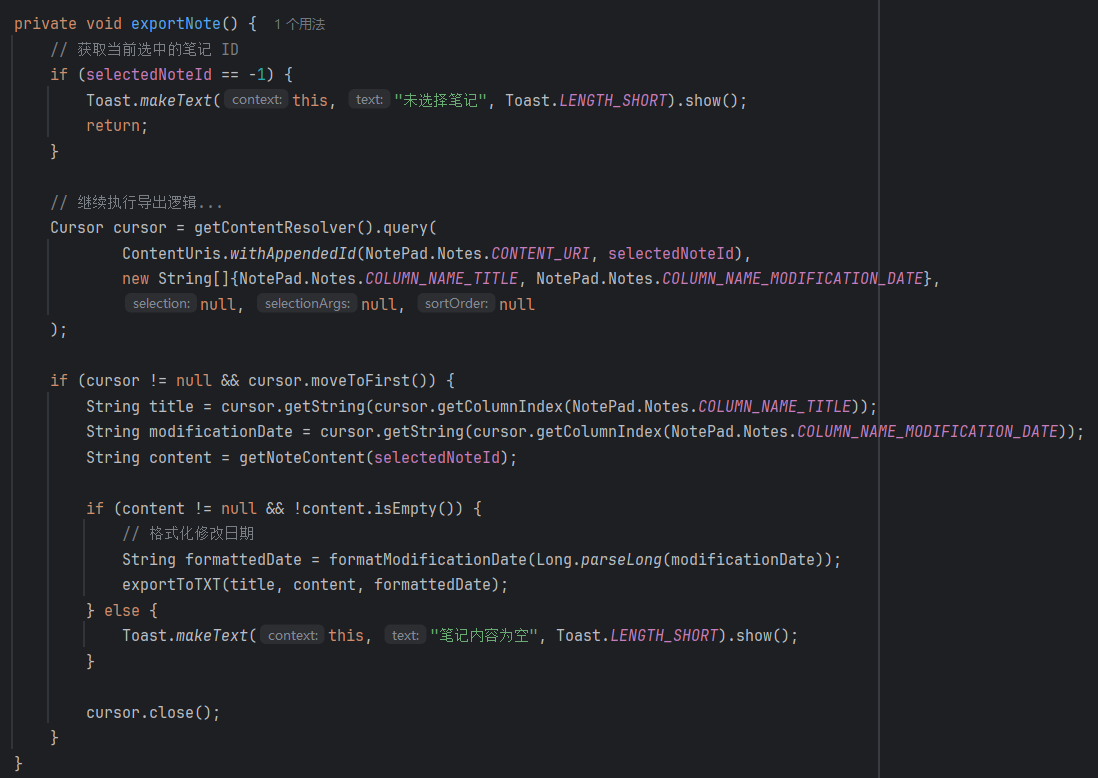 private void exportNote() { 1 个用法
// 获取当前选中的笔记 ID
if (selectedNoteId == -1) {
Toast.makeText( context: this, text: "未选择笔记", Toast.LENGTH_SHORT).show();
return;
}
// 继续执行导出逻辑...
Cursor cursor = getContentResolver().query(
ContentUris.withAppendedId(NotePad.Notes.CONTENT_URI, selectedNoteId),
new String[]{NotePad.Notes.COLUMN_NAME_TITLE, NotePad.Notes.COLUMN_NAME_MODIFICATION_DATE},
selection: null, selectionArgs: null, sortOrder: null
);
if (cursor != null && cursor.moveToFirst()) {
String title = cursor.getString(cursor.getColumnIndex(NotePad.Notes.COLUMN_NAME_TITLE));
String modificationDate = cursor.getString(cursor.getColumnIndex(NotePad.Notes.COLUMN_NAME_MODIFICATION_DATE));
String content = getNoteContent(selectedNoteId);
if (content != null && !content.isEmpty()) {
// 格式化修改日期
String formattedDate = formatModificationDate(Long.parseLong(modificationDate));
exportToTXT(title, content, formattedDate);
} else {
Toast.makeText( context: this, text: "笔记内容为空", Toast.LENGTH_SHORT).show();
}
cursor.close();
}
}